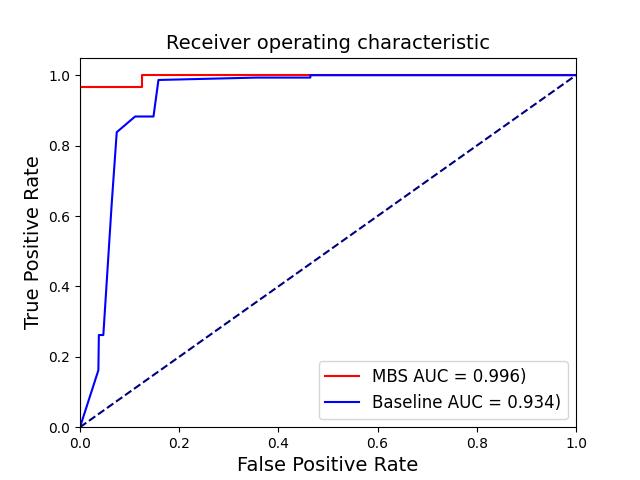 Receiver operating characteristic
True Positive Rate
1.0
0.8
0.6
0.4
0.2
0.0
MBS AUC = 0.996)
Baseline AUC = 0.934)
0.0 0.2 0.4 0.6 0.8 1.0
False Positive Rate